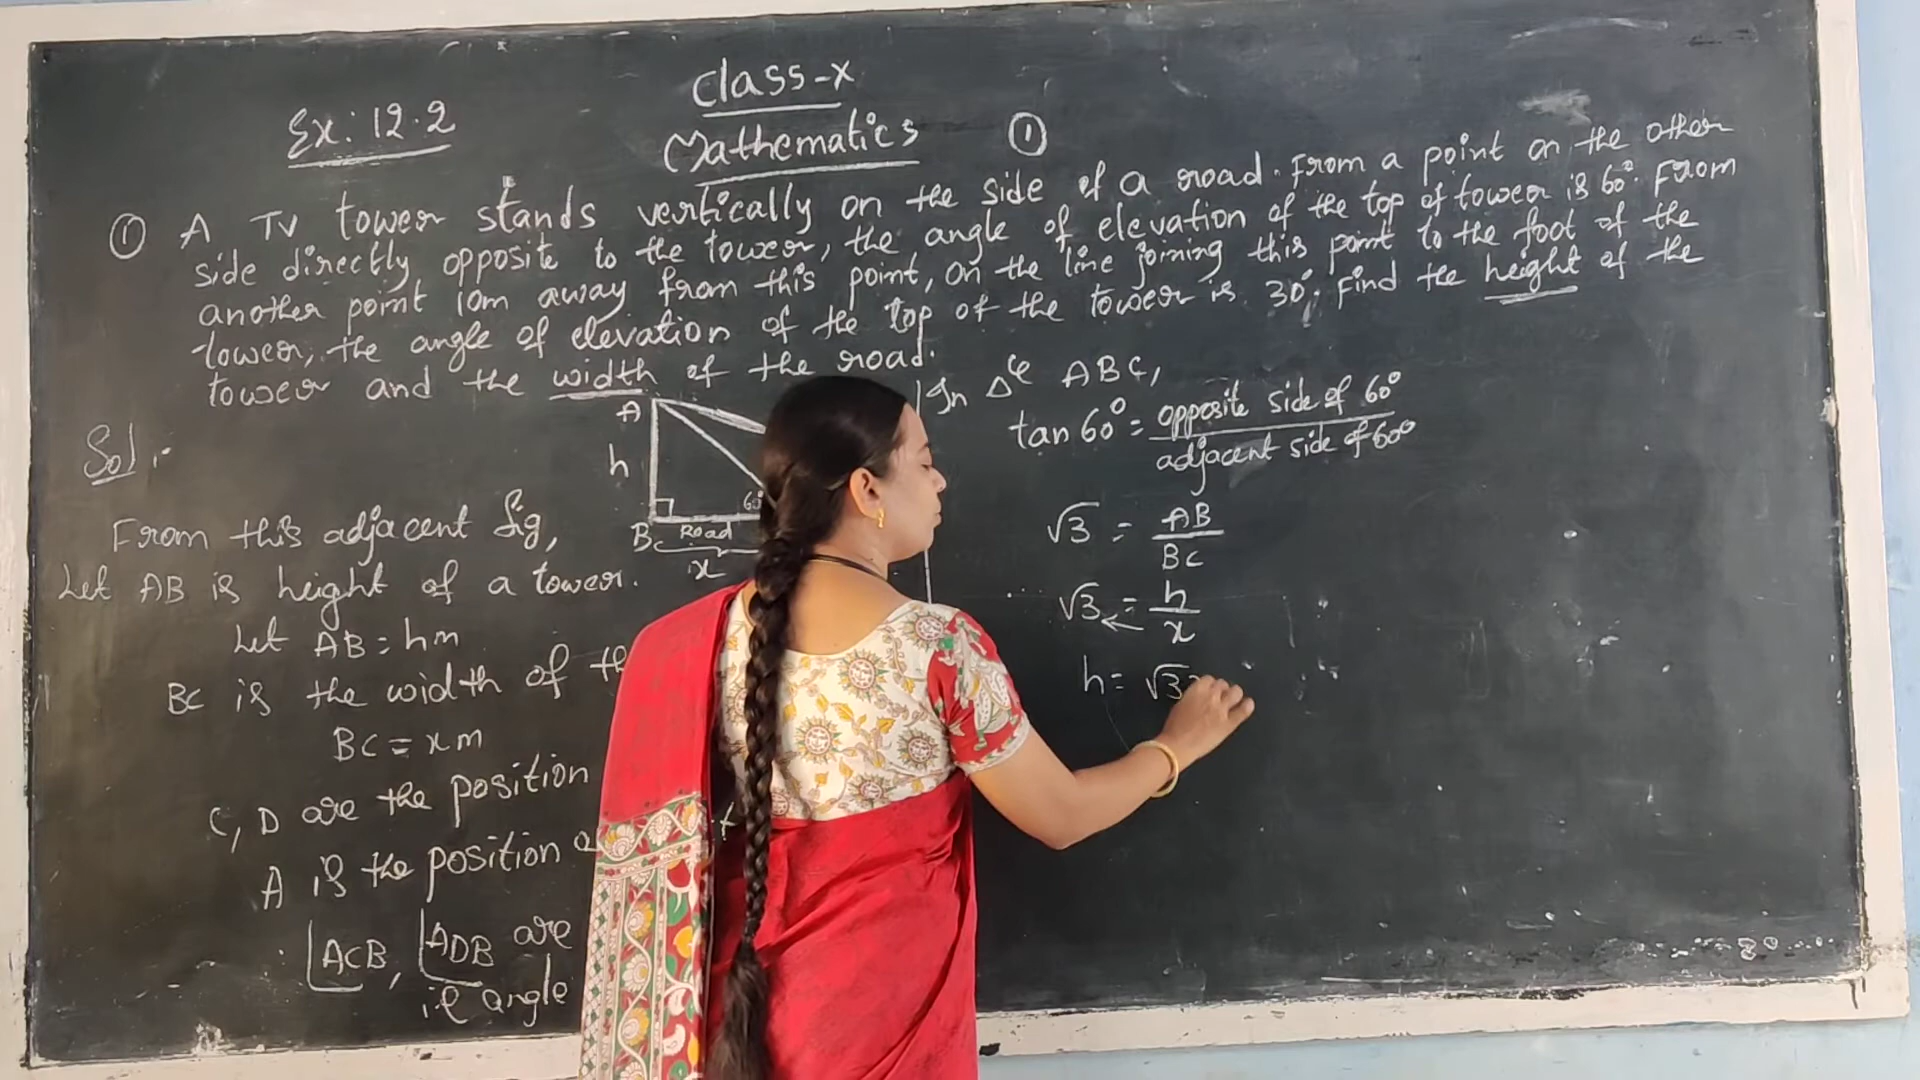 Class-X
Mathematics
Ex: 12.2
①
① A TV tower stands vertically on the side of a road. From a point on the other
side directly opposite to the tower, the angle of elevation of the top of tower is 60°. From
another point 10m away from this point, on the line joining this point to the foot of the
tower, the angle of elevation of the top of the tower is 30°. Find the height of the
tower and the width of the road.
Sol:-
A
h
60
B
Road
x
From this adjacent fig,
Let AB is height of a tower.
Let AB = hm
BC is the width of
BC = x m
C, D are the position
A is the position
∠ACB, ∠ADB are
ie angle
In Δle ABC,
tan 60° = opposite side of 60° / adjacent side of 60°
√3 = AB / BC
√3 = h / x
h = √3